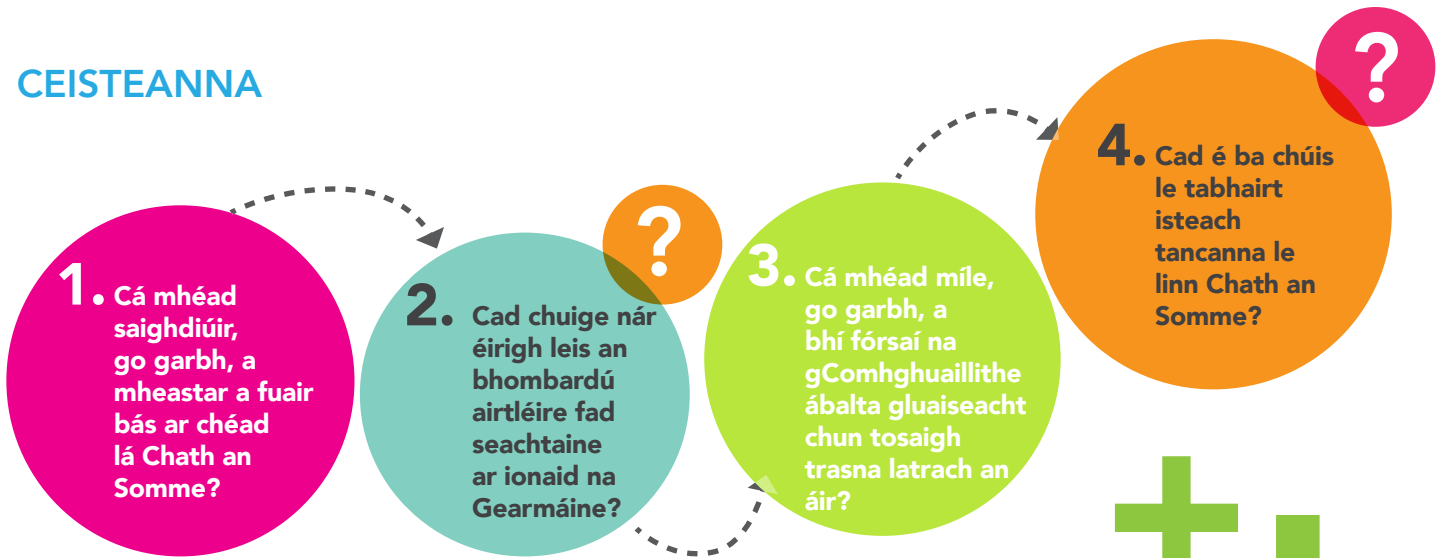 CEISTEANNA
1. Cá mhéad
saighdiúir,
go garbh, a
mheastar a fuair
bás ar chéad
lá Chath an
Somme?
2. Cad chuige nár
éirigh leis an
bhombardú
airtléire fad
seachtaine
ar ionaid na
Gearmáine?
?
3. Cá mhéad míle,
go garbh, a
bhí fórsaí na
gComhghuaillithe
ábalta gluaiseacht
chun tosaigh
trasna latrach an
áir?
4. Cad é ba chúis
le tabhairt
isteach
tancanna le
linn Chath an
Somme?
?